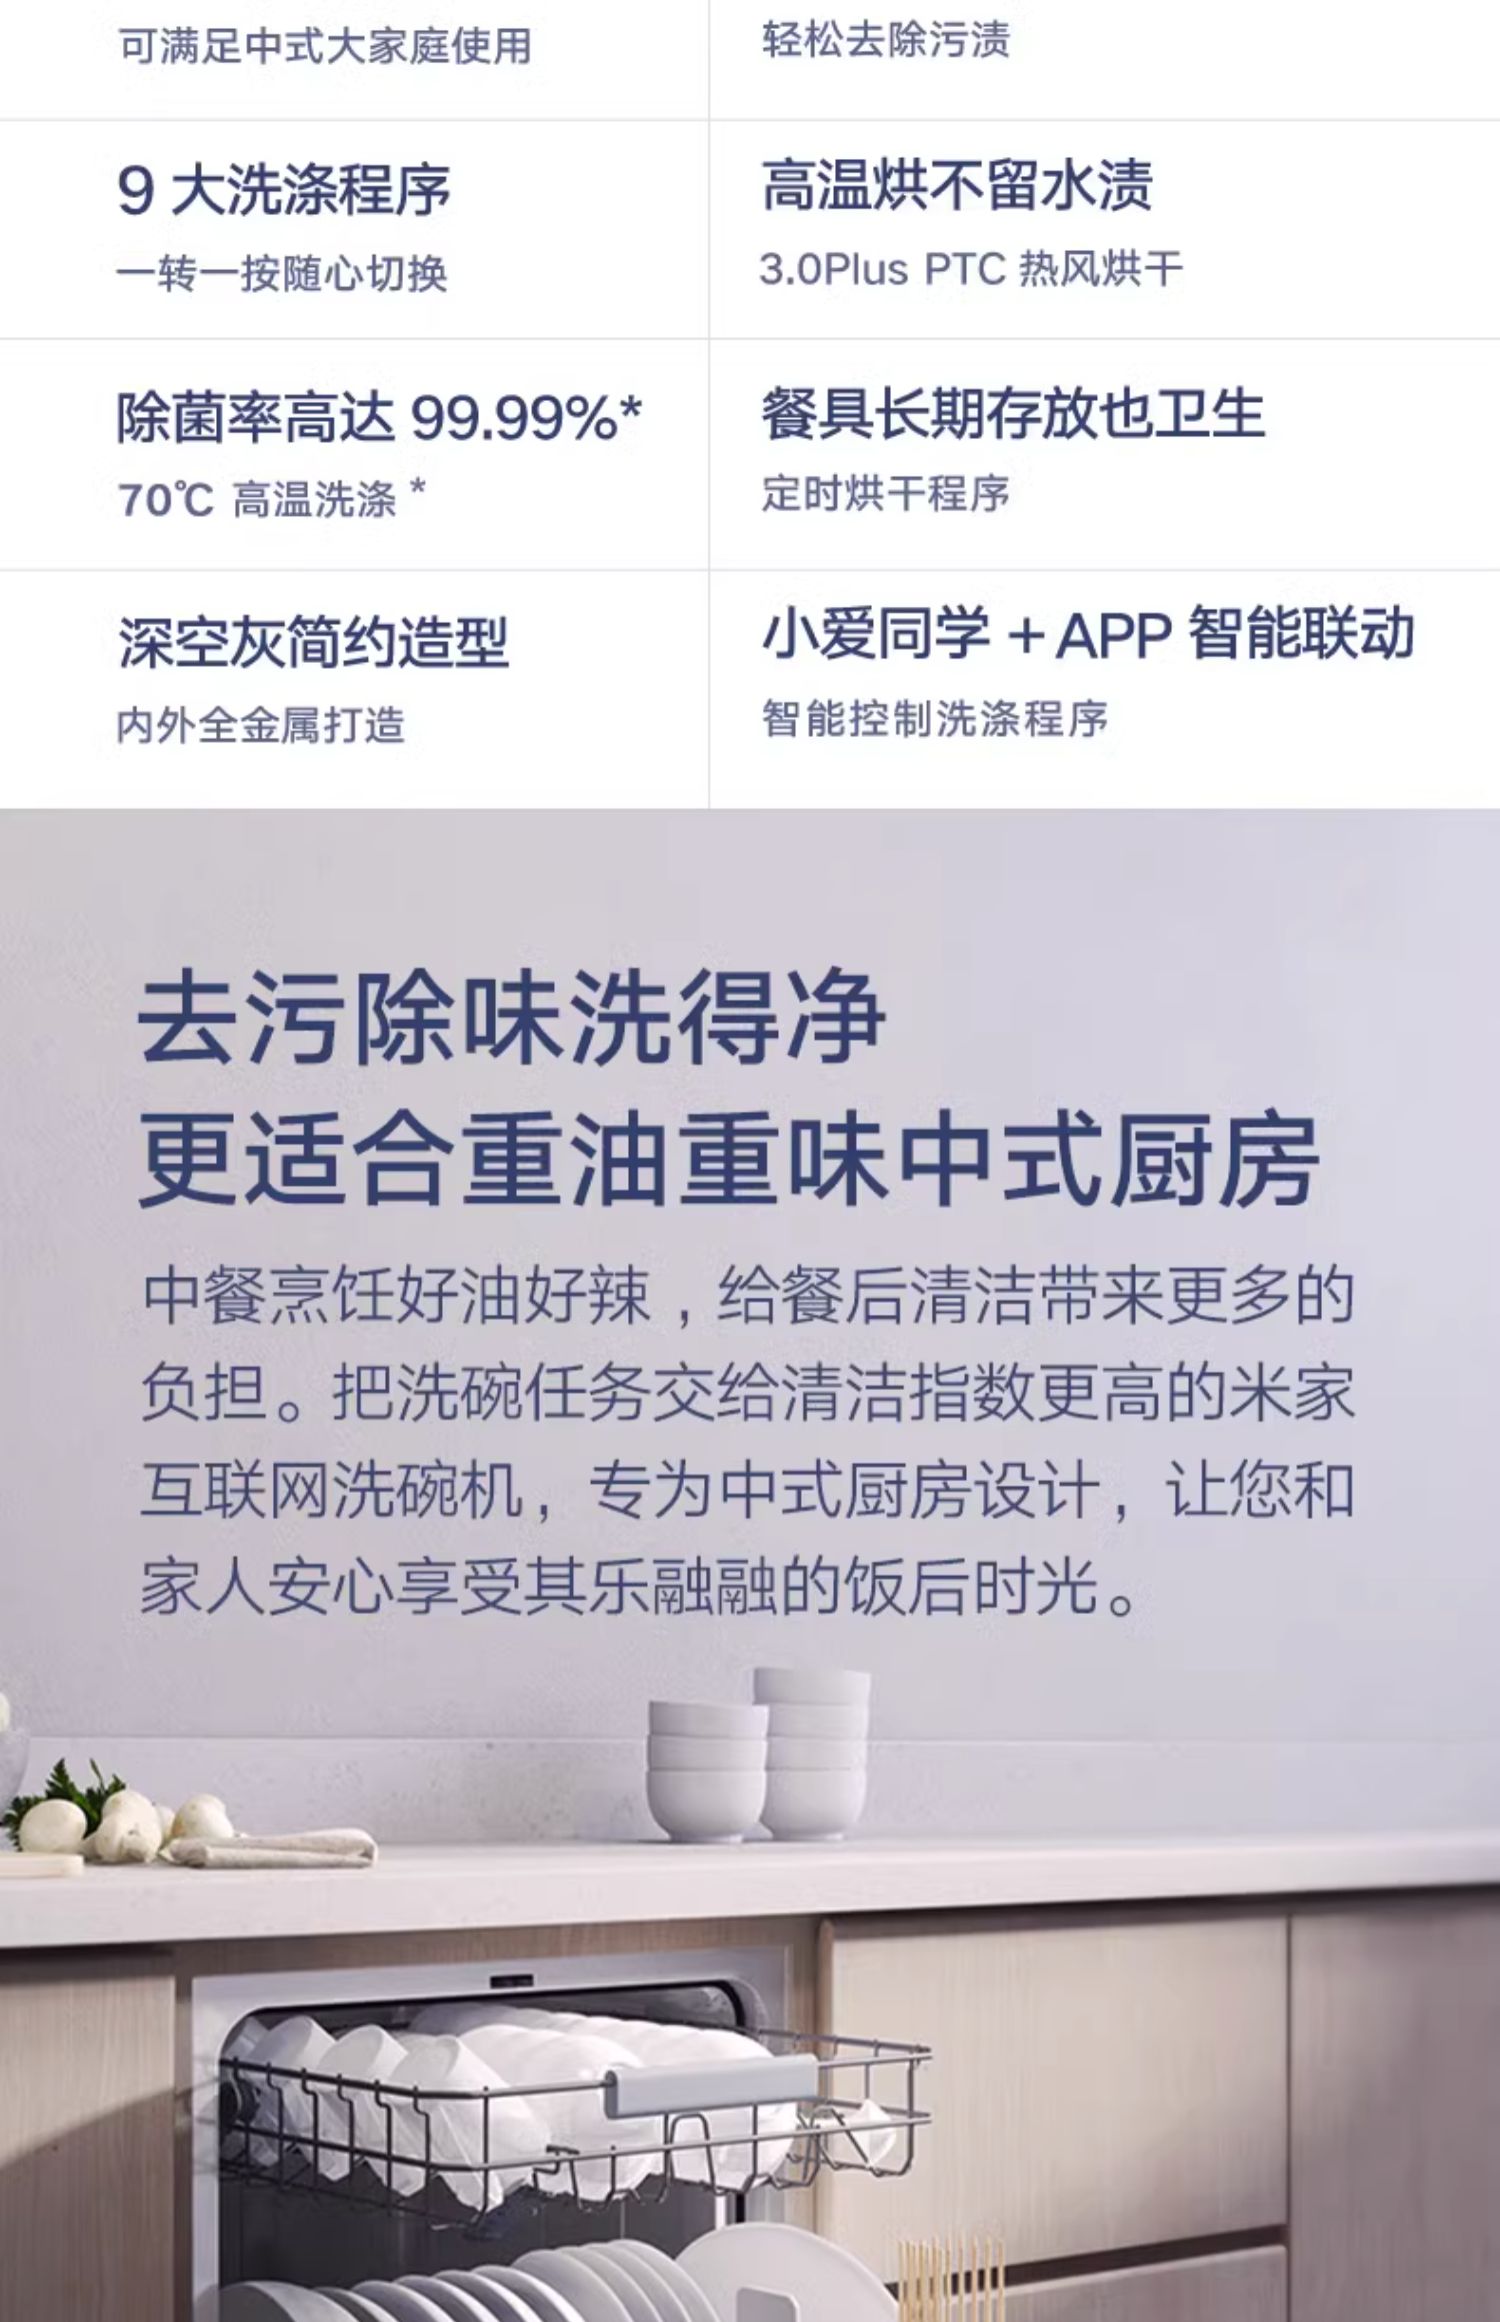 可满足中式大家庭使用
轻松去除污渍
9 大洗涤程序
一转一按随心切换
高温烘不留水渍
3.0Plus PTC 热风烘干
除菌率高达 99.99%*
70℃ 高温洗涤 *
餐具长期存放也卫生
定时烘干程序
深空灰简约造型
内外全金属打造
小爱同学 + APP 智能联动
智能控制洗涤程序
去污除味洗得净
更适合重油重味中式厨房
中餐烹饪好油好辣，给餐后清洁带来更多的
负担。把洗碗任务交给清洁指数更高的米家
互联网洗碗机，专为中式厨房设计，让您和
家人安心享受其乐融融的饭后时光。